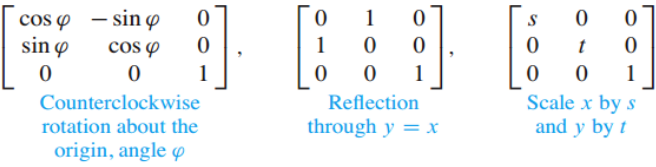 cos φ − sin φ 0
sin φ cos φ 0
0 0 1
,
0 1 0
1 0 0
0 0 1
,
s 0 0
0 t 0
0 0 1
Counterclockwise
rotation about the
origin, angle φ
Reflection
through y = x
Scale x by s
and y by t